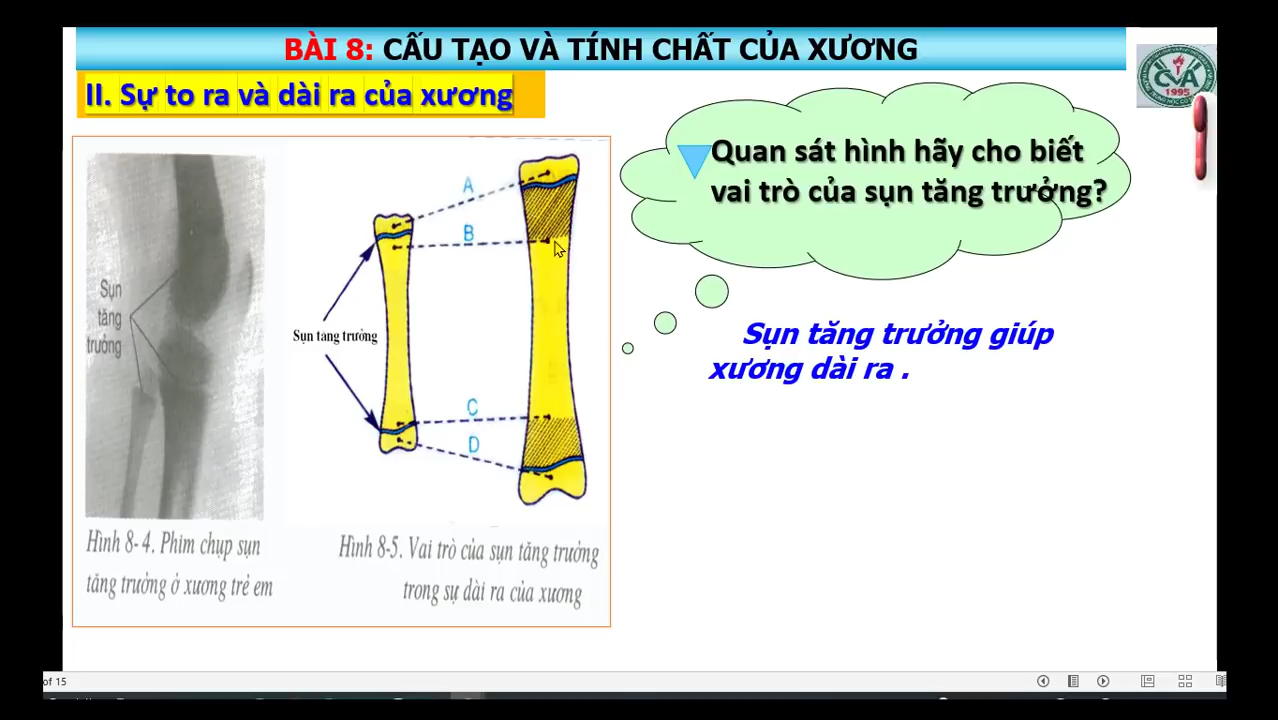 BÀI 8: CẤU TẠO VÀ TÍNH CHẤT CỦA XƯƠNG
II. Sự to ra và dài ra của xương
CVA
1995
Quan sát hình hãy cho biết
vai trò của sụn tăng trưởng?
Sụn
tăng
trưởng
A
B
Sụn tăng trưởng
C
D
Sụn tăng trưởng giúp
xương dài ra .
Hình 8- 4. Phim chụp sụn
tăng trưởng ở xương trẻ em
Hình 8-5. Vai trò của sụn tăng trưởng
trong sự dài ra của xương
of 15